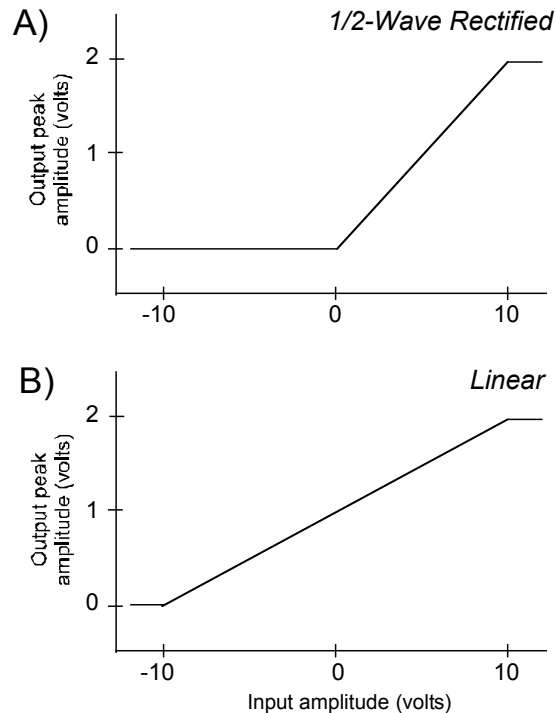 A)
1/2-Wave Rectified
Output peak
amplitude (volts)
2
1
0
-10
0
10
B)
Linear
Output peak
amplitude (volts)
2
1
0
-10
0
10
Input amplitude (volts)